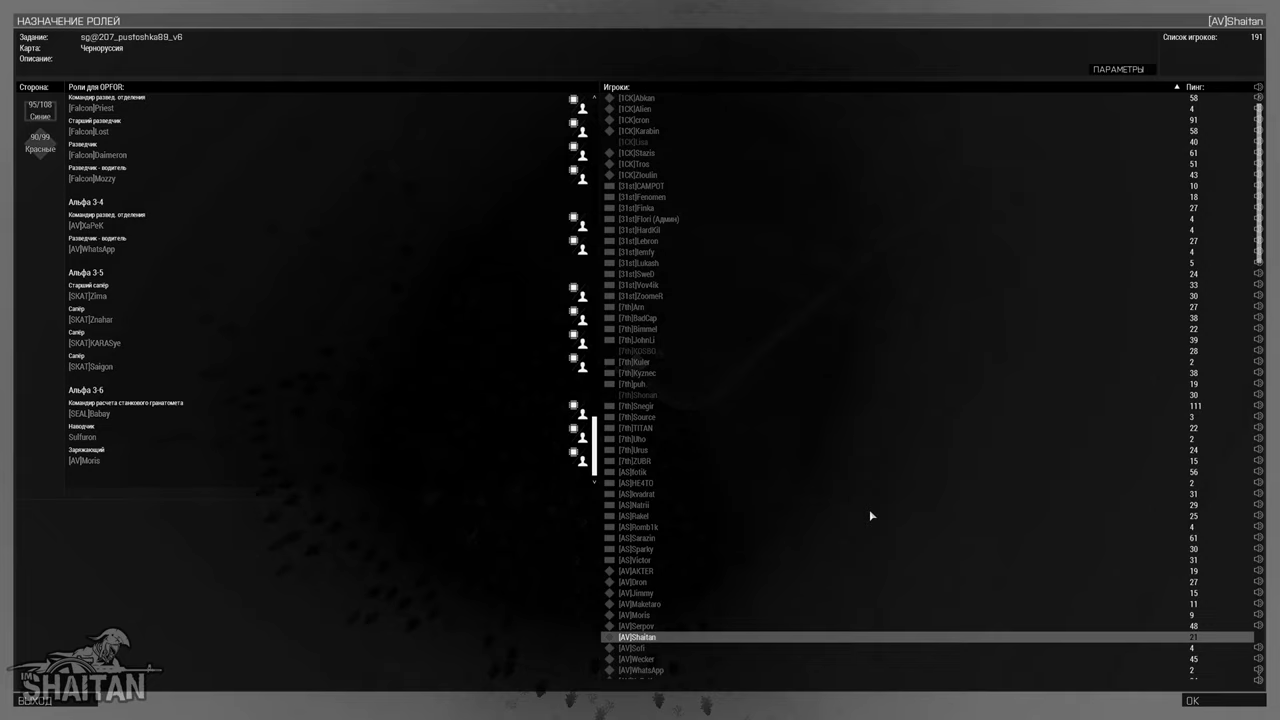 НАЗНАЧЕНИЕ РОЛЕЙ
[AV]Shaitan
Задание: sg@207_pustoshka89_v6
Карта: Черноруссия
Описание:
Список игроков: 191
ПАРАМЕТРЫ
Сторона:
95/108
Синие
90/99
Красные
Роли для OPFOR:
Командир развед. отделения
[Falcon]Priest
Старший разведчик
[Falcon]Lost
Разведчик
[Falcon]Daimeron
Разведчик - водитель
[Falcon]Mozzy
Альфа 3-4
Командир развед. отделения
[AV]XaPeK
Разведчик - водитель
[AV]WhatsApp
Альфа 3-5
Старший сапёр
[SKAT]Zima
Сапёр
[SKAT]Znahar
Сапёр
[SKAT]KARASye
Сапёр
[SKAT]Saigon
Альфа 3-6
Командир расчета станкового гранатомета
[SEAL]Babay
Наводчик
Sulfuron
Заряжающий
[AV]Moris
Игроки: Пинг:
[1CK]Abkan 58
[1CK]Alien 4
[1CK]cron 91
[1CK]Karabin 58
[1CK]Lisa 40
[1CK]Stazis 61
[1CK]Tros 51
[1CK]Zloulin 43
[31st]CAMPOT 10
[31st]Fenomen 18
[31st]Finka 27
[31st]Flori (Админ) 4
[31st]HardKil 4
[31st]Lebron 27
[31st]lemfy 4
[31st]Lukash 5
[31st]SweD 24
[31st]Vov4ik 33
[31st]ZoomeR 30
[7th]Arn 27
[7th]BadCap 38
[7th]Bimmel 22
[7th]JohnLi 39
28
[7th]Kuler 2
[7th]Kyznec 38
[7th]puh 19
[7th]Shonan 30
[7th]Snegir 111
[7th]Source 3
[7th]TITAN 22
[7th]Uho 2
[7th]Urus 24
[7th]ZUBR 15
[AS]fotik 56
[AS]HE4TO 2
[AS]kvadrat 31
[AS]Natrii 29
[AS]Rakel 25
[AS]Romb1k 4
[AS]Sarazin 61
[AS]Sparky 30
[AS]Victor 31
[AV]AKTEP 19
[AV]Dron 27
[AV]Jimmy 15
[AV]Maketaro 11
[AV]Moris 9
[AV]Serpov 48
[AV]Shaitan 21
[AV]Sofi 4
[AV]Wecker 45
[AV]WhatsApp 2
SHAITAN
ВЫХОД
OK